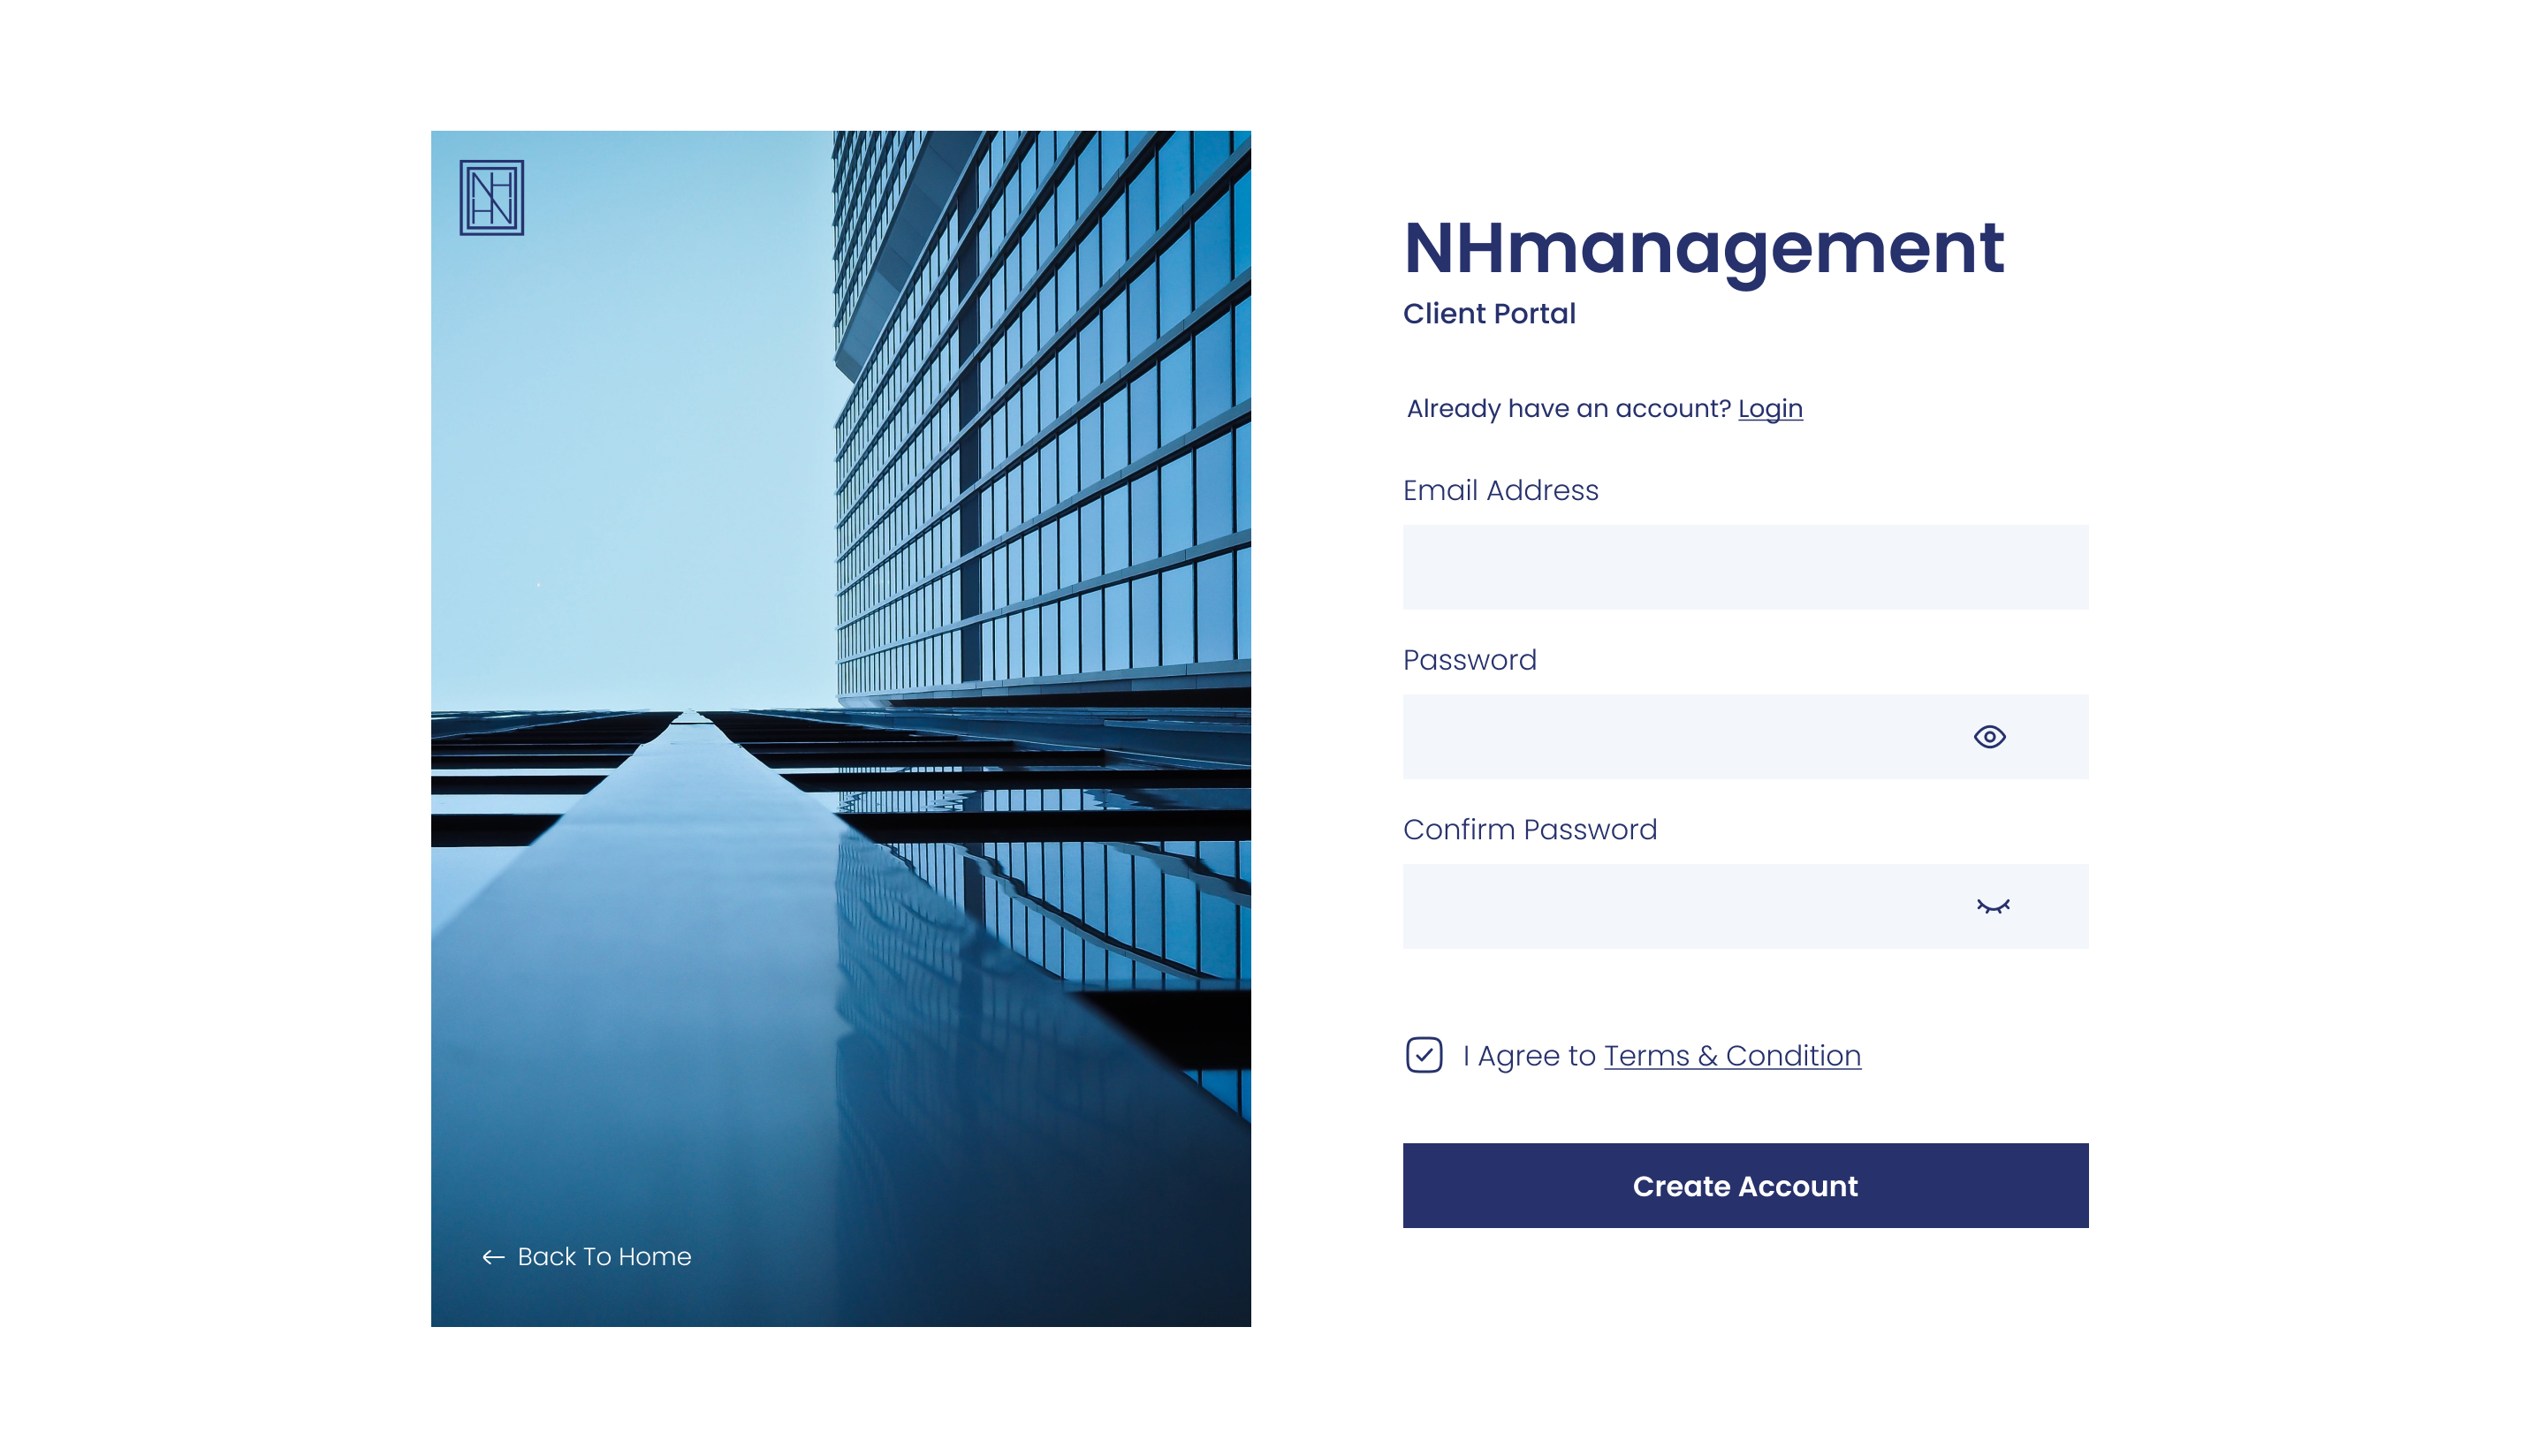 NH
HN
NHmanagement
Client Portal
Already have an account? Login
Email Address
Password
Confirm Password
I Agree to Terms & Condition
Create Account
Back To Home